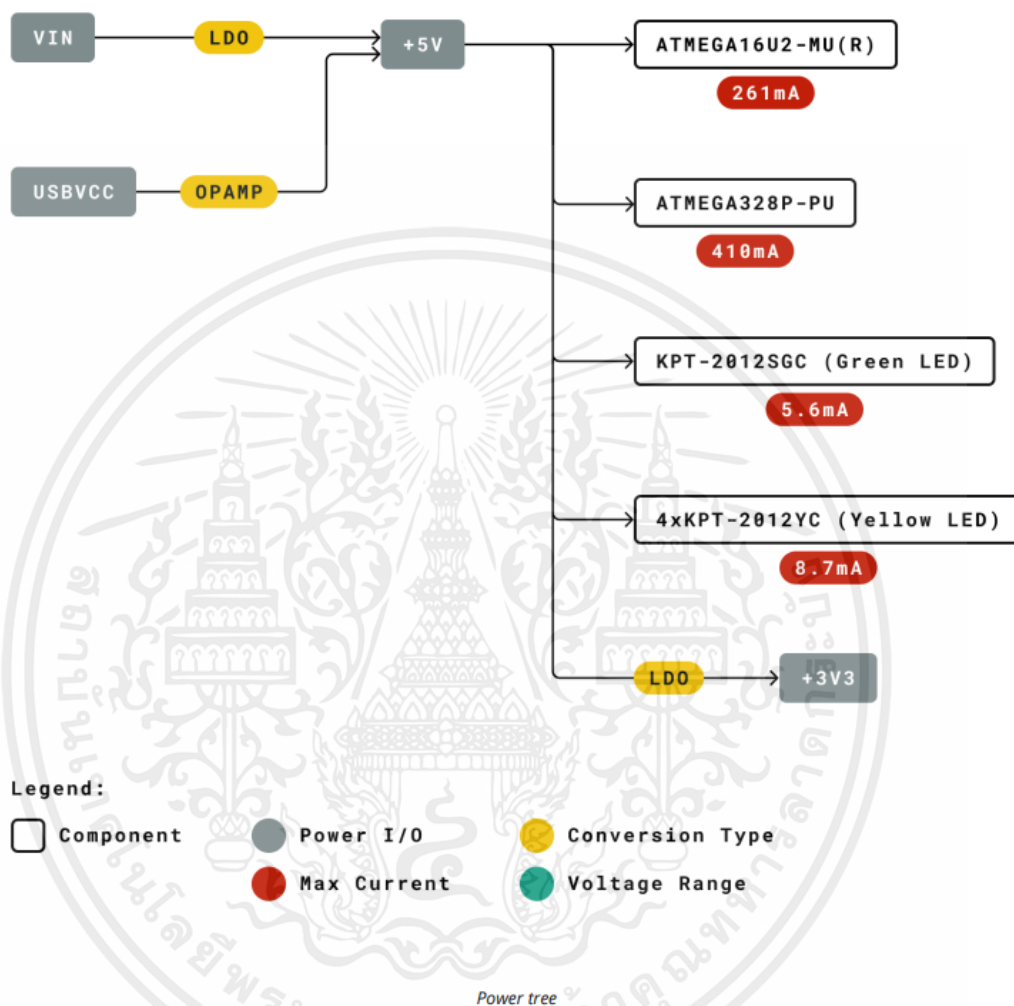 VIN
LDO
+5V
ATMEGA16U2-MU(R)
261mA
USBVCC
OPAMP
ATMEGA328P-PU
410mA
KPT-2012SGC (Green LED)
5.6mA
4xKPT-2012YC (Yellow LED)
8.7mA
LDO
+3V3
Legend:
Component
Power I/O
Conversion Type
Max Current
Voltage Range
Power tree